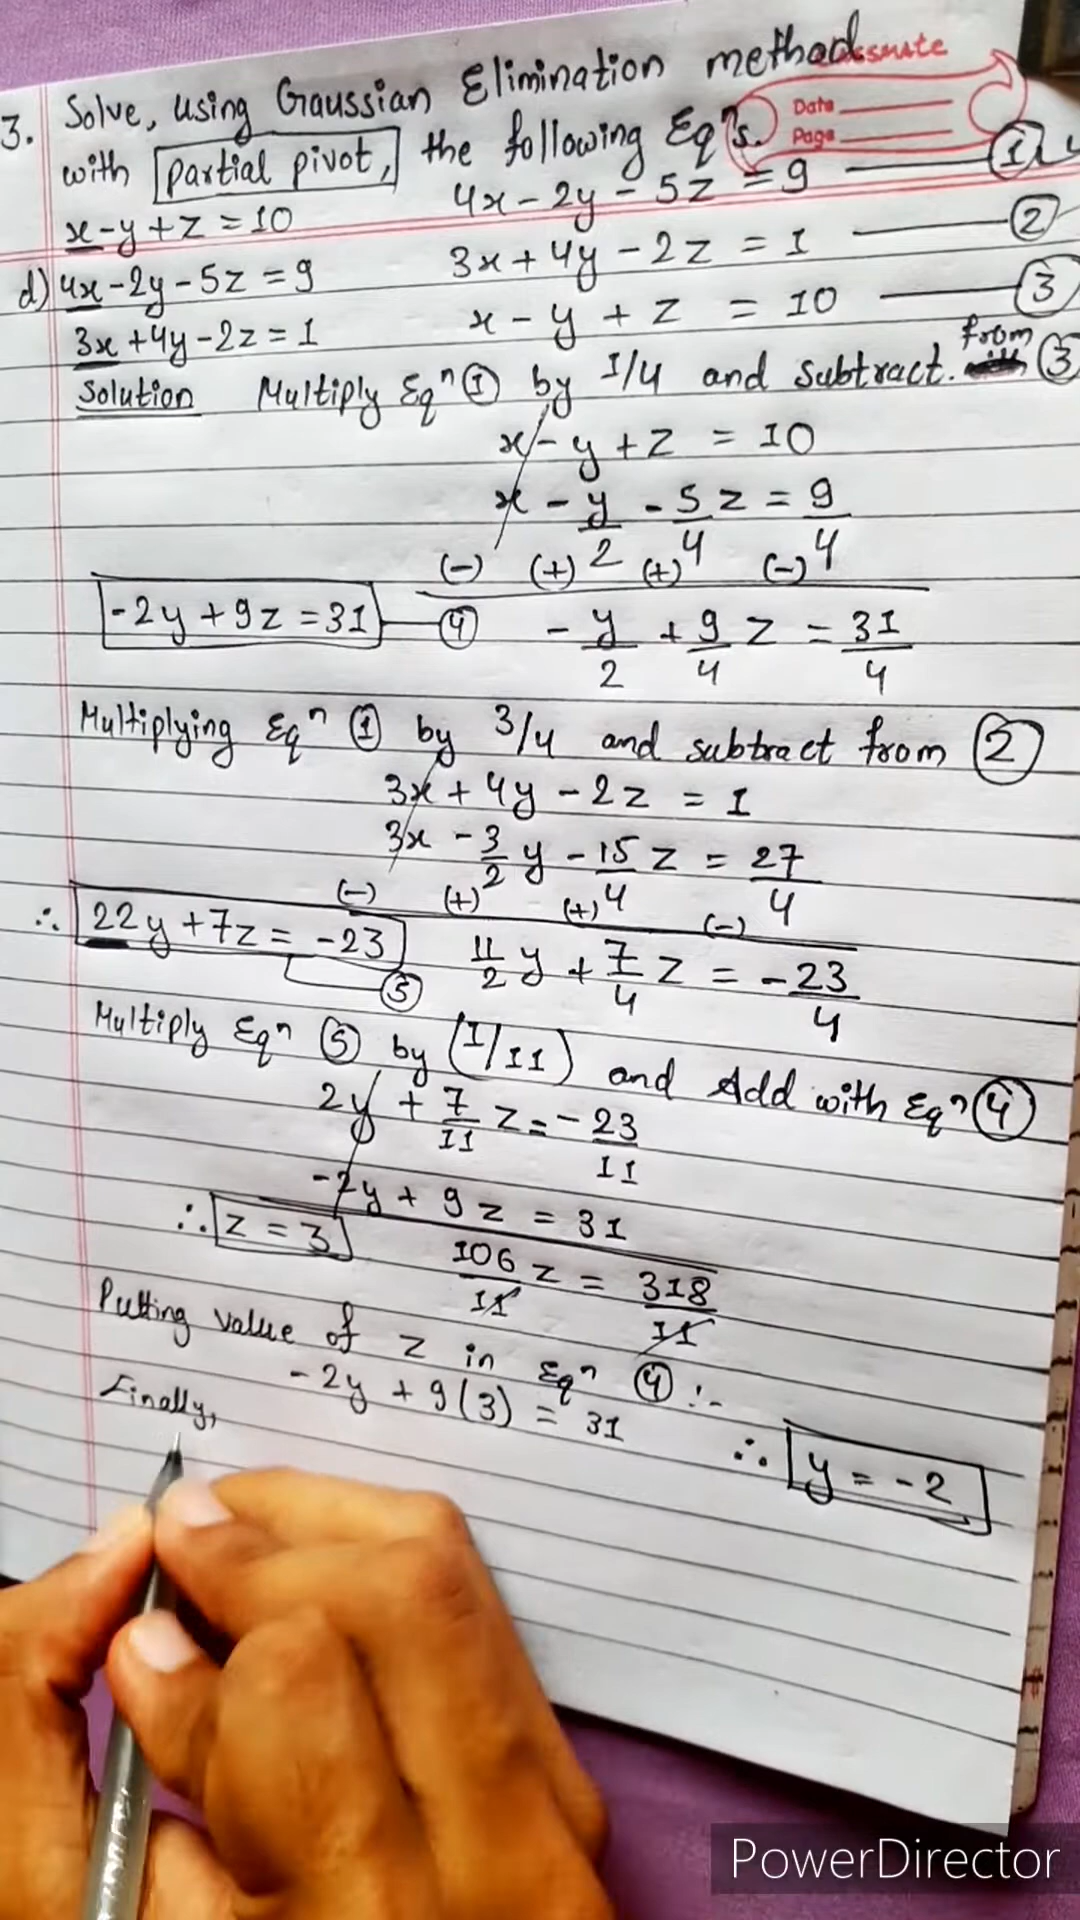 classmate
Date
Page
3. Solve, using Gaussian Elimination method
with partial pivot, the following Eqⁿs.
x-y+z=10
d) 4x-2y-5z=9
3x+4y-2z=1
4x-2y-5z=9 ①
3x+4y-2z=1 ②
x-y+z=10 ③
Solution Multiply Eqⁿ ① by 1/4 and subtract. from ③
x-y+z=10
x - y/2 - 5/4 z = 9/4
(-) (+) (+) (-)
-2y+9z=31 ④ - y/2 + 9/4 z = 31/4
Multiplying Eqⁿ ① by 3/4 and subtract from ②
3x+4y-2z=1
3x - 3/2 y - 15/4 z = 27/4
(-) (+) (+) (-)
∴ 22y+7z=-23 ⑤ 11/2 y + 7/4 z = -23/4
Multiply Eqⁿ ⑤ by (1/11) and Add with Eqⁿ ④
2y + 7/11 z = -23/11
-2y+9z=31
∴ z=3 106/11 z = 318/11
Putting value of z in Eqⁿ ④ :-
-2y+9(3)=31
∴ y=-2
Finally,
PowerDirector